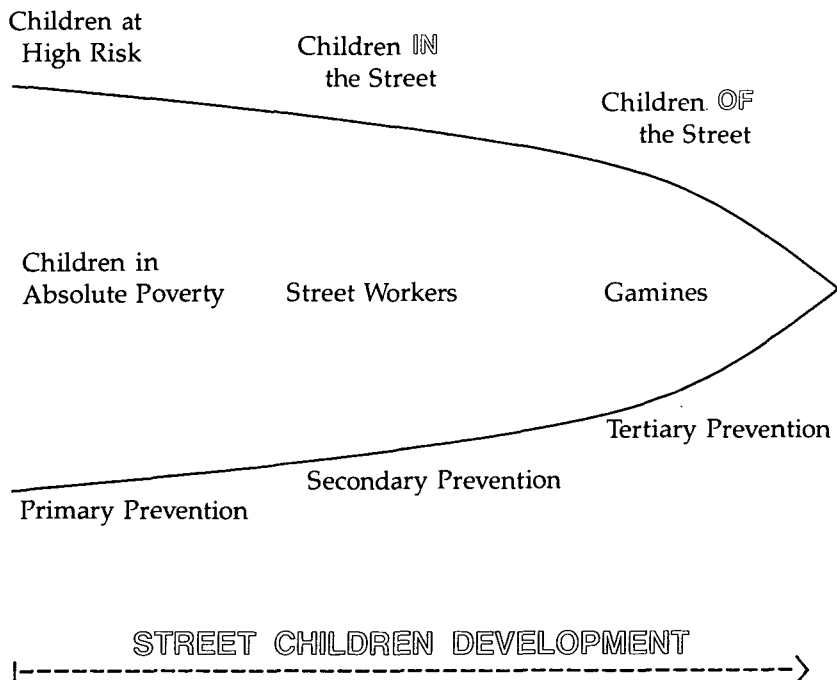 Children at
High Risk
Children IN
the Street
Children OF
the Street
Children in
Absolute Poverty
Street Workers
Gamines
Tertiary Prevention
Secondary Prevention
Primary Prevention
STREET CHILDREN DEVELOPMENT